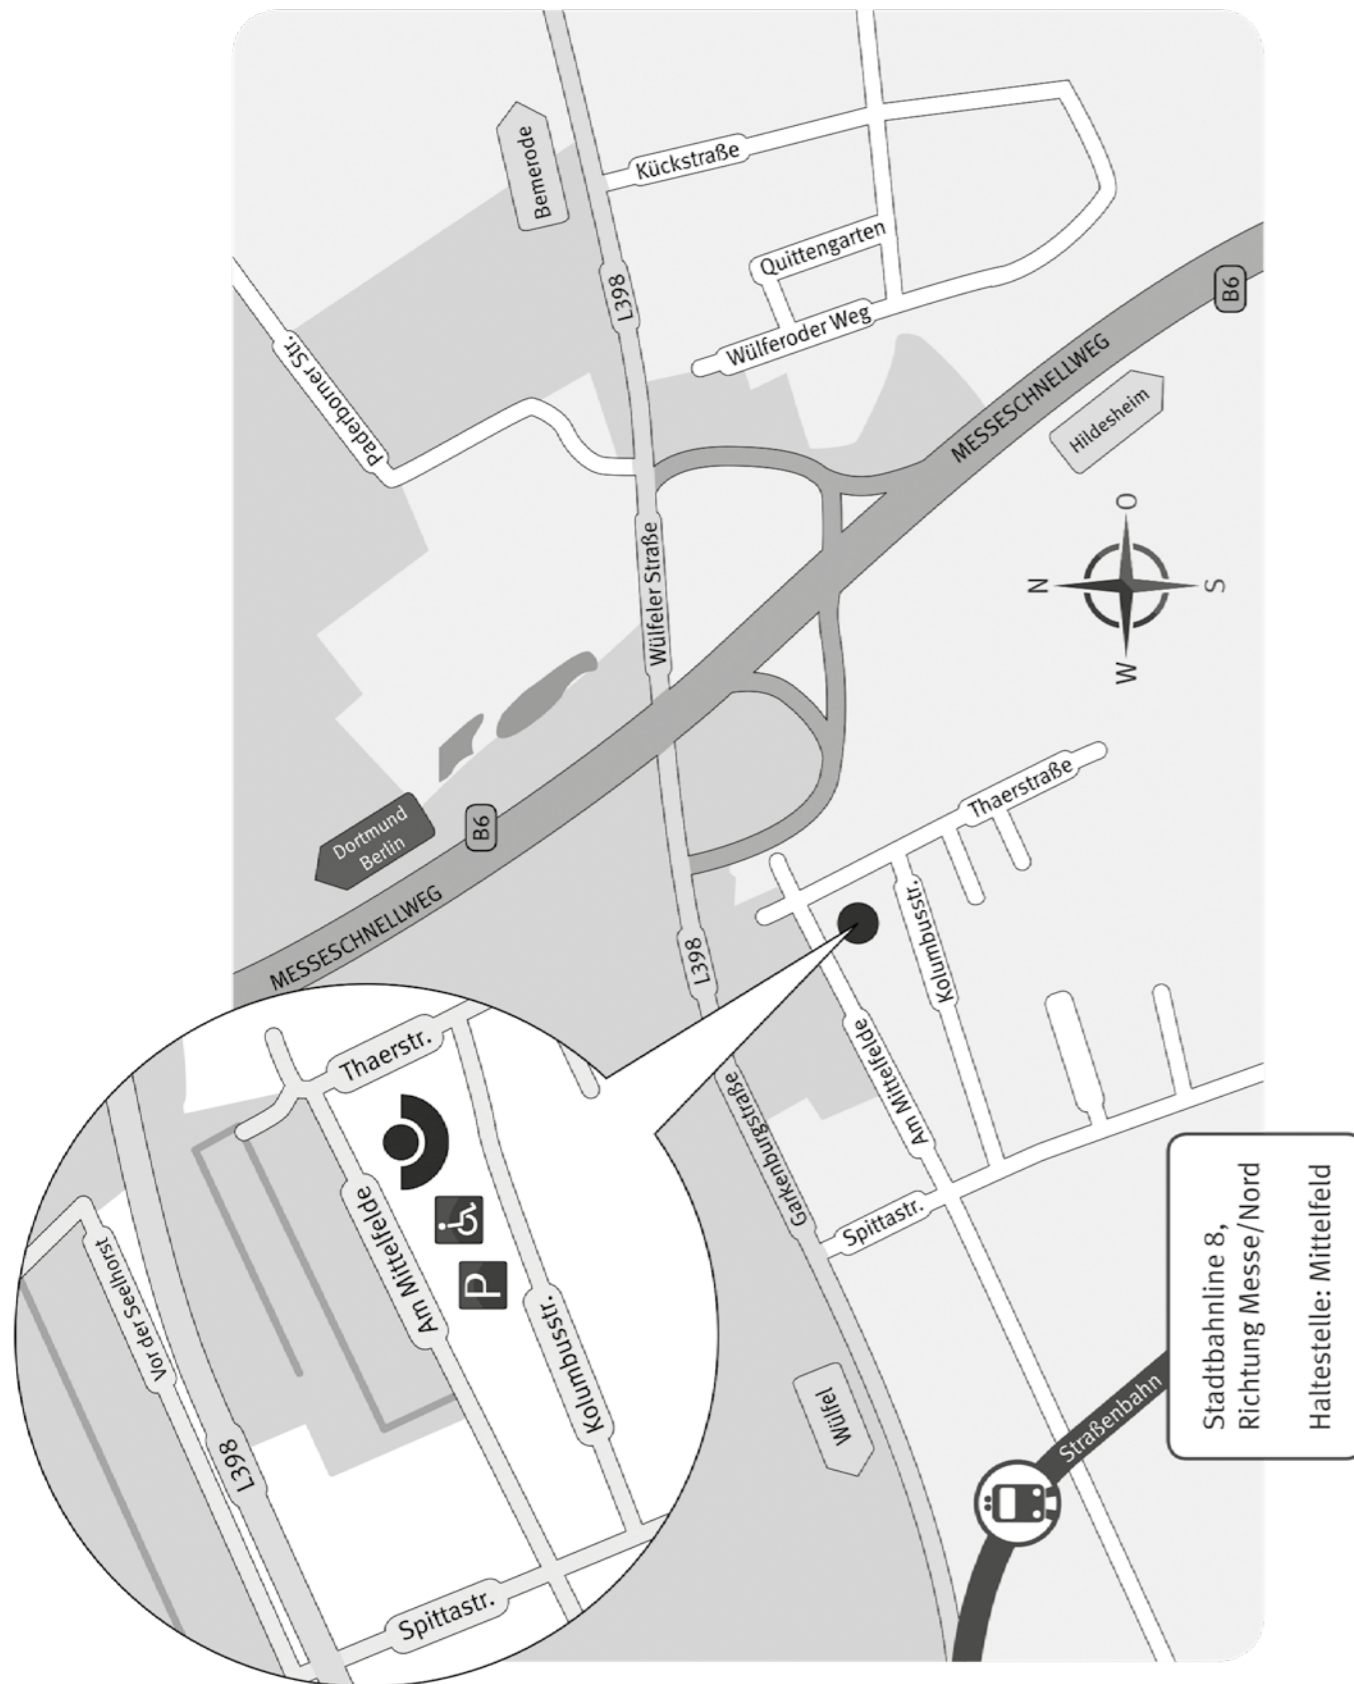 Bemerode
Kückstraße
Quittengarten
L398
B6
Wülferoder Weg
Paderborner Str.
MESSESCHNELLWEG
Hildesheim
Wülfeler Straße
N
O
S
W
Thaerstraße
Dortmund
Berlin
B6
MESSESCHNELLWEG
L398
Kolumbusstr.
Am Mittelfelde
Garkenburgstraße
Spittastr.
Wülfel
Straßenbahn
Thaerstr.
Am Mittelfelde
P
Kolumbusstr.
Vor der Seelhorst
L398
Spittastr.
Stadtbahnline 8,
Richtung Messe/Nord
Haltestelle: Mittelfeld